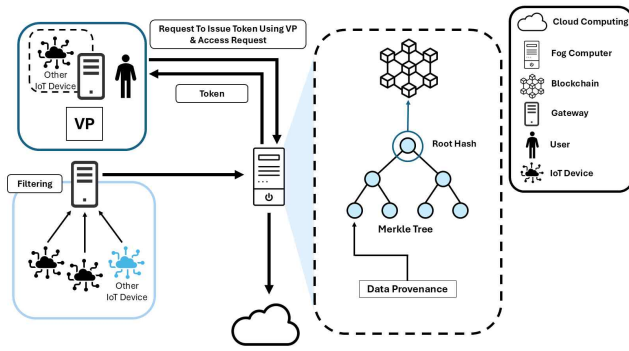 Request To Issue Token Using VP
& Access Request
Token
Other
IoT Device
VP
Filtering
Other
IoT Device
Root Hash
Merkle Tree
Data Provenance
Cloud Computing
Fog Computer
Blockchain
Gateway
User
IoT Device